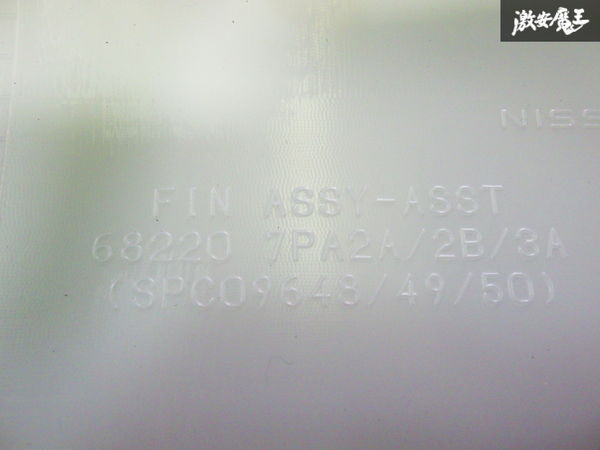 激安魔王
NISS
FIN ASSY-ASST
68220 7PA2A/2B/3A
(SPC09648/49/50)